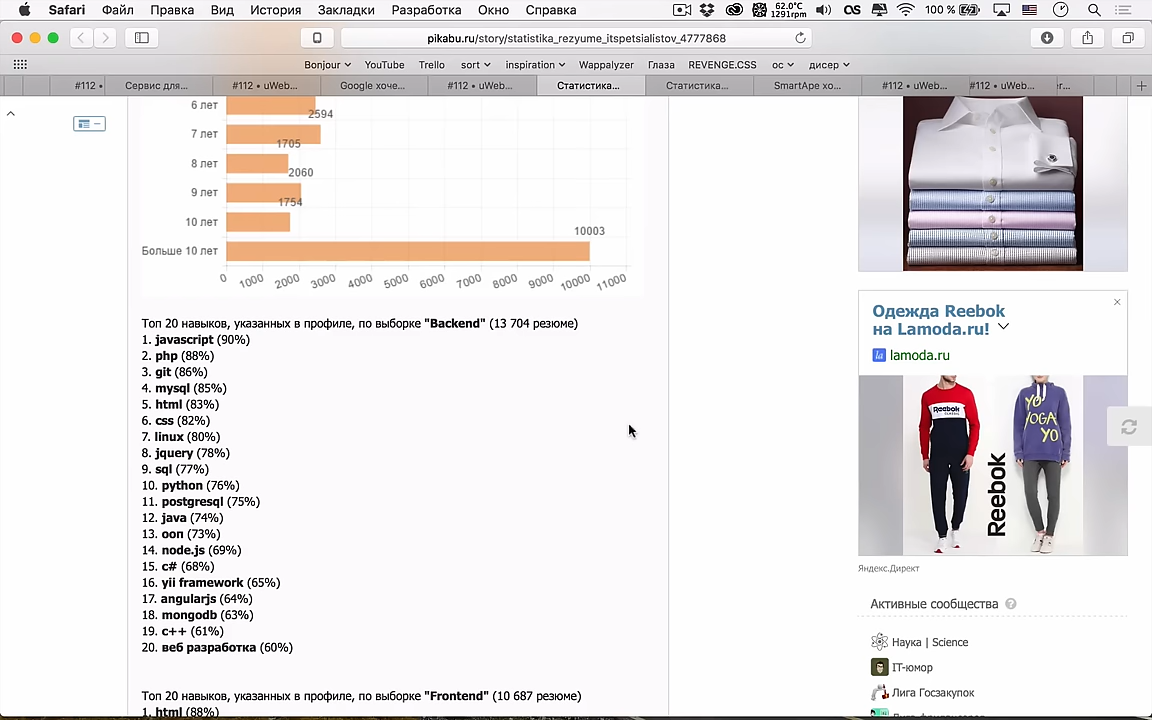 Safari Файл Правка Вид История Закладки Разработка Окно Справка 62.0°C 1291rpm 100 %
pikabu.ru/story/statistika_rezyume_itspetsialistov_4777868
Bonjour YouTube Trello sort inspiration Wappalyzer Глаза REVENGE.CSS ос дисер
#112 • Сервис для... #112 • uWeb... Google хоче... #112 • uWeb... Статистика... Статистика... SmartApe хо... #112 • uWeb... #112 • uWeb...
6 лет
2594
7 лет
1705
8 лет
2060
9 лет
1754
10 лет
10003
Больше 10 лет
0 1000 2000 3000 4000 5000 6000 7000 8000 9000 10000 11000
Топ 20 навыков, указанных в профиле, по выборке "Backend" (13 704 резюме)
1. javascript (90%)
2. php (88%)
3. git (86%)
4. mysql (85%)
5. html (83%)
6. css (82%)
7. linux (80%)
8. jquery (78%)
9. sql (77%)
10. python (76%)
11. postgresql (75%)
12. java (74%)
13. ооп (73%)
14. node.js (69%)
15. c# (68%)
16. yii framework (65%)
17. angularjs (64%)
18. mongodb (63%)
19. c++ (61%)
20. веб разработка (60%)
Топ 20 навыков, указанных в профиле, по выборке "Frontend" (10 687 резюме)
1. html (88%)
Одежда Reebok
на Lamoda.ru!
la lamoda.ru
Reebok
YO
YOGA
YO
Reebok
Яндекс.Директ
Активные сообщества ?
Наука | Science
IT-юмор
Лига Госзакупок